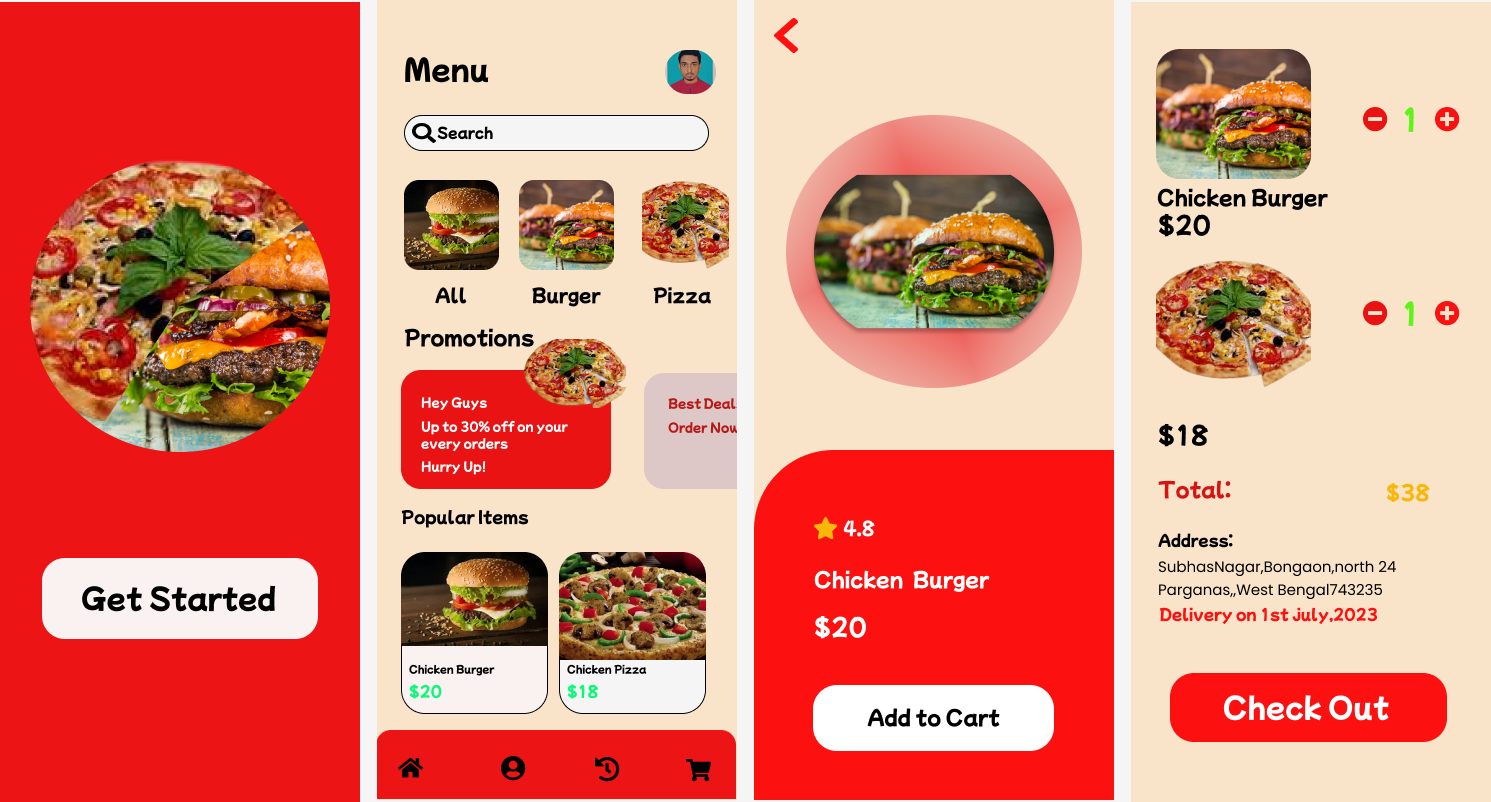 Get Started
Menu
Search
All
Burger
Pizza
Promotions
Hey Guys
Up to 30% off on your
every orders
Hurry Up!
Best Deal
Order Now
Popular Items
Chicken Burger
$20
Chicken Pizza
$18
4.8
Chicken Burger
$20
Add to Cart
1
Chicken Burger
$20
1
$18
Total:
$38
Address:
SubhasNagar,Bongaon,north 24
Parganas,,West Bengal743235
Delivery on 1st July,2023
Check Out